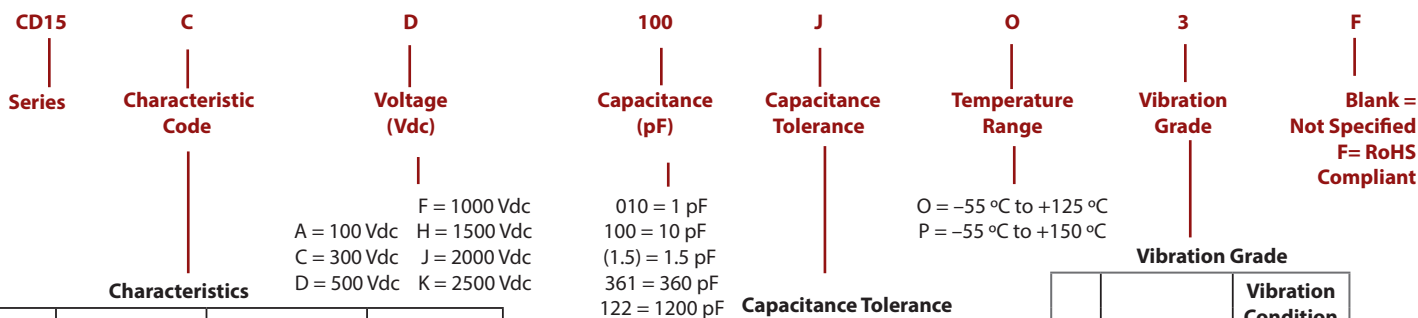 CD15 C D 100 J O 3 F
Series Characteristic Voltage Capacitance Capacitance Temperature Vibration Blank =
Code (Vdc) (pF) Tolerance Range Grade Not Specified
F= RoHS
Compliant
F = 1000 Vdc 010 = 1 pF O = –55 ºC to +125 ºC
A = 100 Vdc H = 1500 Vdc 100 = 10 pF P = –55 ºC to +150 ºC
C = 300 Vdc J = 2000 Vdc (1.5) = 1.5 pF Vibration Grade
D = 500 Vdc K = 2500 Vdc 361 = 360 pF
Characteristics 122 = 1200 pF Capacitance Tolerance Vibration
Condition